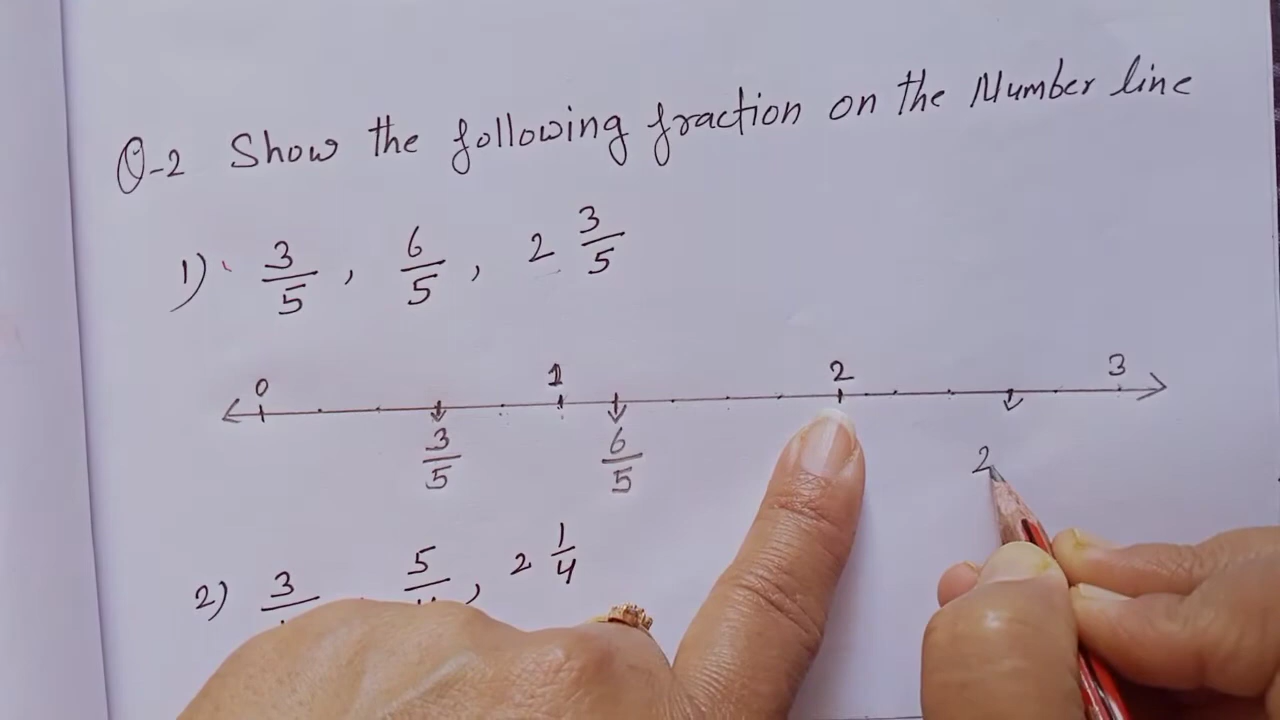 Q-2 Show the following fraction on the Number line
1) 3/5 , 6/5 , 2 3/5
0 1 2 3
3/5 6/5 2
2) 3 5 , 2 1/4